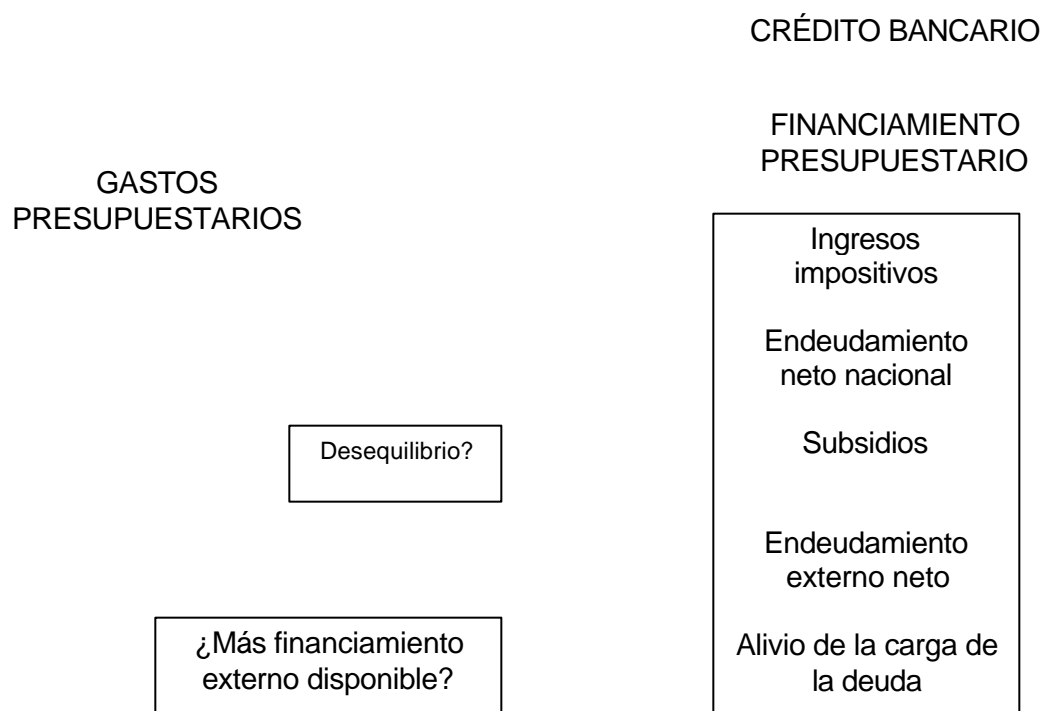 CRÉDITO BANCARIO
FINANCIAMIENTO
PRESUPUESTARIO
GASTOS
PRESUPUESTARIOS
Ingresos
impositivos
Endeudamiento
neto nacional
Subsidios
Desequilibrio?
Endeudamiento
externo neto
¿Más financiamiento
externo disponible?
Alivio de la carga de
la deuda